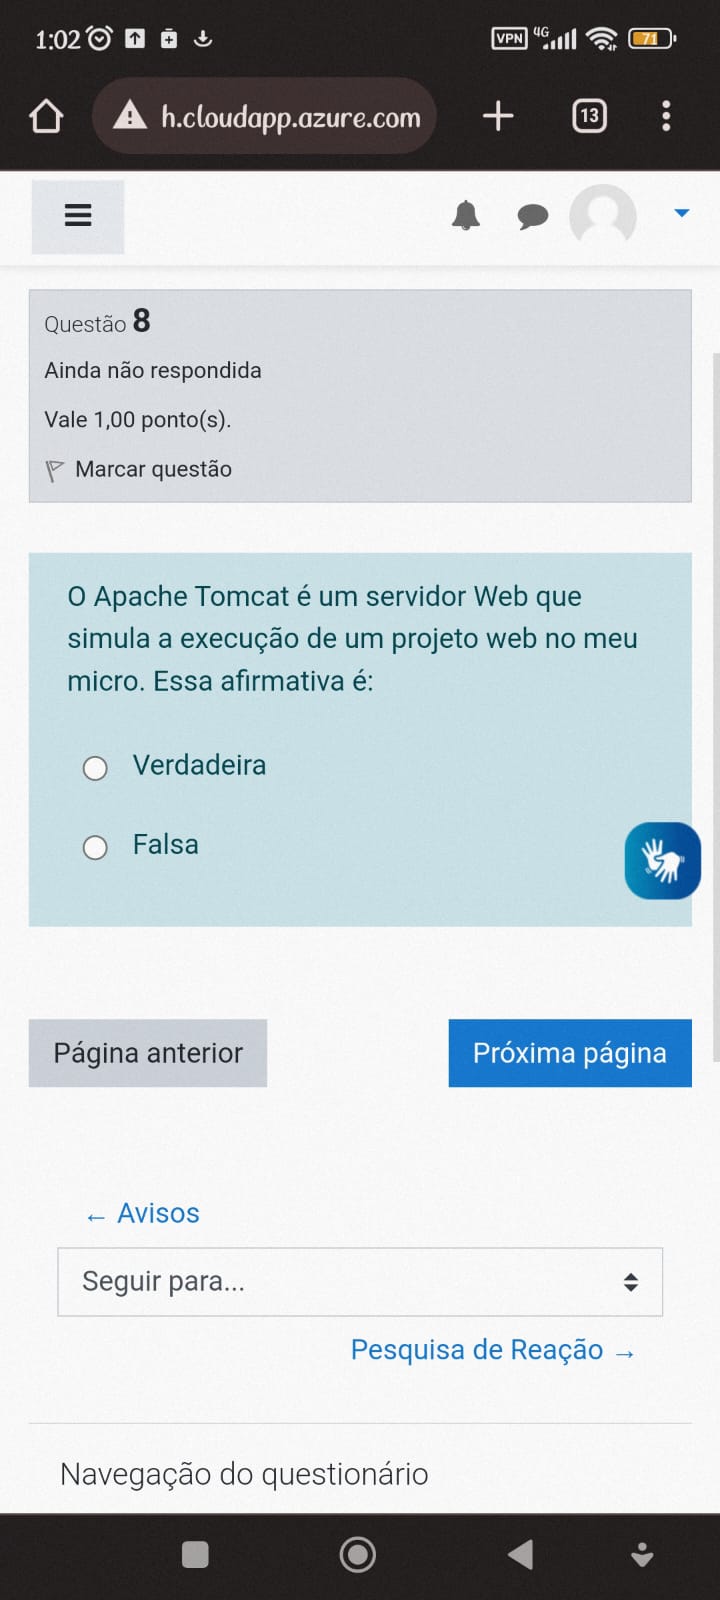 1:02
VPN 4G 71
h.cloudapp.azure.com
13
Questão 8
Ainda não respondida
Vale 1,00 ponto(s).
Marcar questão
O Apache Tomcat é um servidor Web que
simula a execução de um projeto web no meu
micro. Essa afirmativa é:
Verdadeira
Falsa
Página anterior
Próxima página
← Avisos
Seguir para...
Pesquisa de Reação →
Navegação do questionário